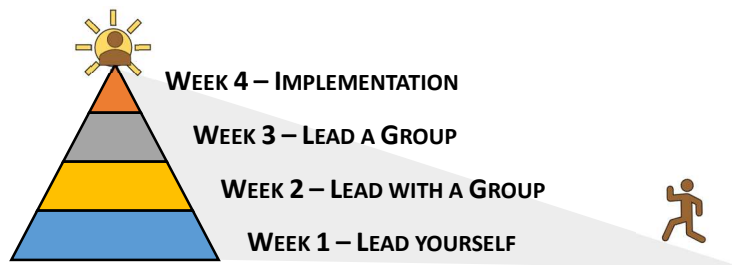 WEEK 4 – IMPLEMENTATION
WEEK 3 – LEAD A GROUP
WEEK 2 – LEAD WITH A GROUP
WEEK 1 – LEAD YOURSELF